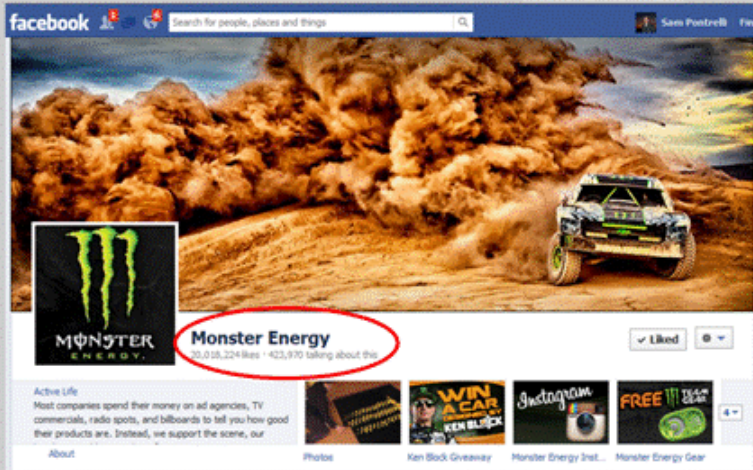 facebook
Search for people, places and things
Sam Pontrelli
MONSTER
ENERGY.
Monster Energy
20,018,224 likes · 423,970 talking about this
Liked
Active Life
Most companies spend their money on ad agencies, TV
commercials, radio spots, and billboards to tell you how good
their products are. Instead, we support the scene, our
About
WIN
A CAR
KEN BLOCK
Instagram
FREE
TEAM
GEAR
4
Photos
Ken Block Giveaway
Monster Energy Inst...
Monster Energy Gear